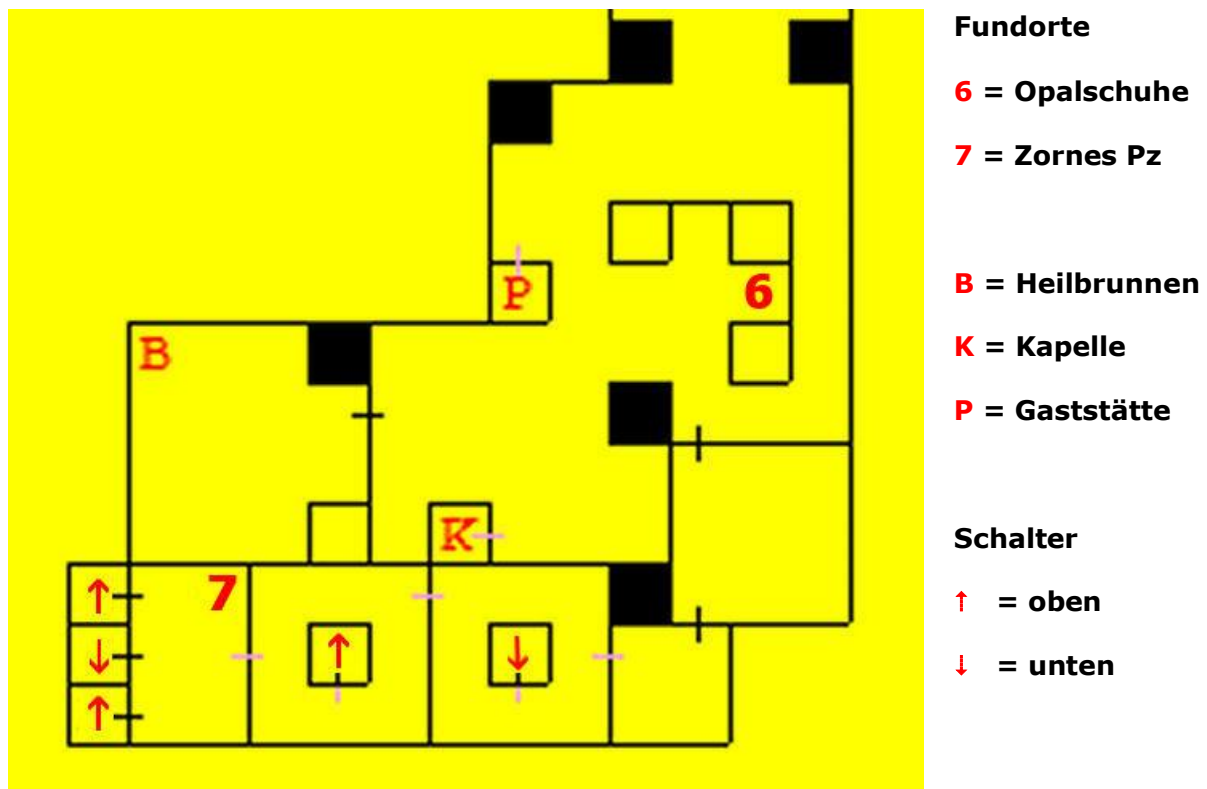 Fundorte
6 = Opalschuhe
7 = Zornes Pz
B = Heilbrunnen
K = Kapelle
P = Gaststätte
Schalter
↑ = oben
↓ = unten
P
6
B
K
↑
7
↓
↑
↓
↑